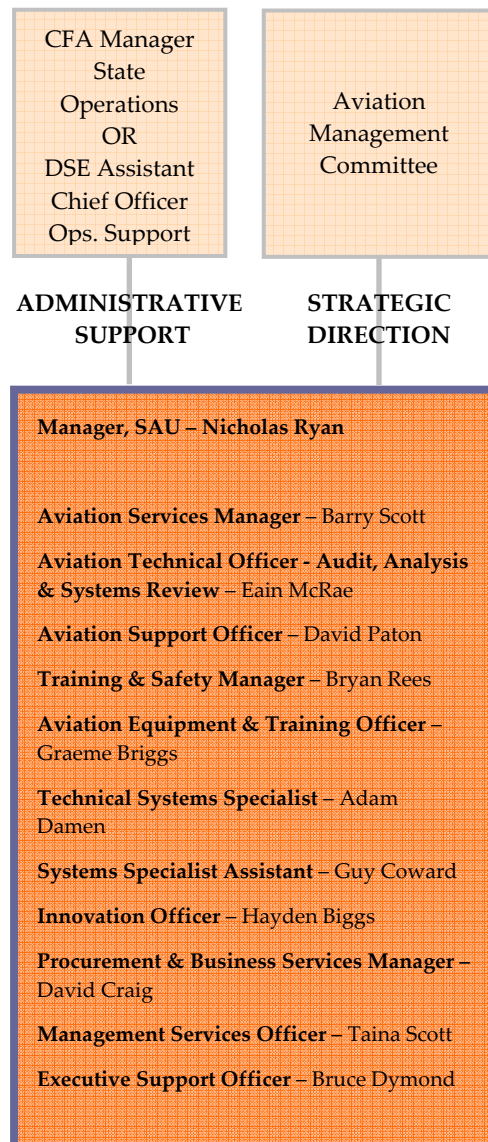 CFA Manager
State
Operations
OR
DSE Assistant
Chief Officer
Ops. Support
Aviation
Management
Committee
ADMINISTRATIVE
SUPPORT
STRATEGIC
DIRECTION
Manager, SAU – Nicholas Ryan
Aviation Services Manager – Barry Scott
Aviation Technical Officer - Audit, Analysis
& Systems Review – Eain McRae
Aviation Support Officer – David Paton
Training & Safety Manager – Bryan Rees
Aviation Equipment & Training Officer –
Graeme Briggs
Technical Systems Specialist – Adam
Damen
Systems Specialist Assistant – Guy Coward
Innovation Officer – Hayden Biggs
Procurement & Business Services Manager –
David Craig
Management Services Officer – Taina Scott
Executive Support Officer – Bruce Dymond